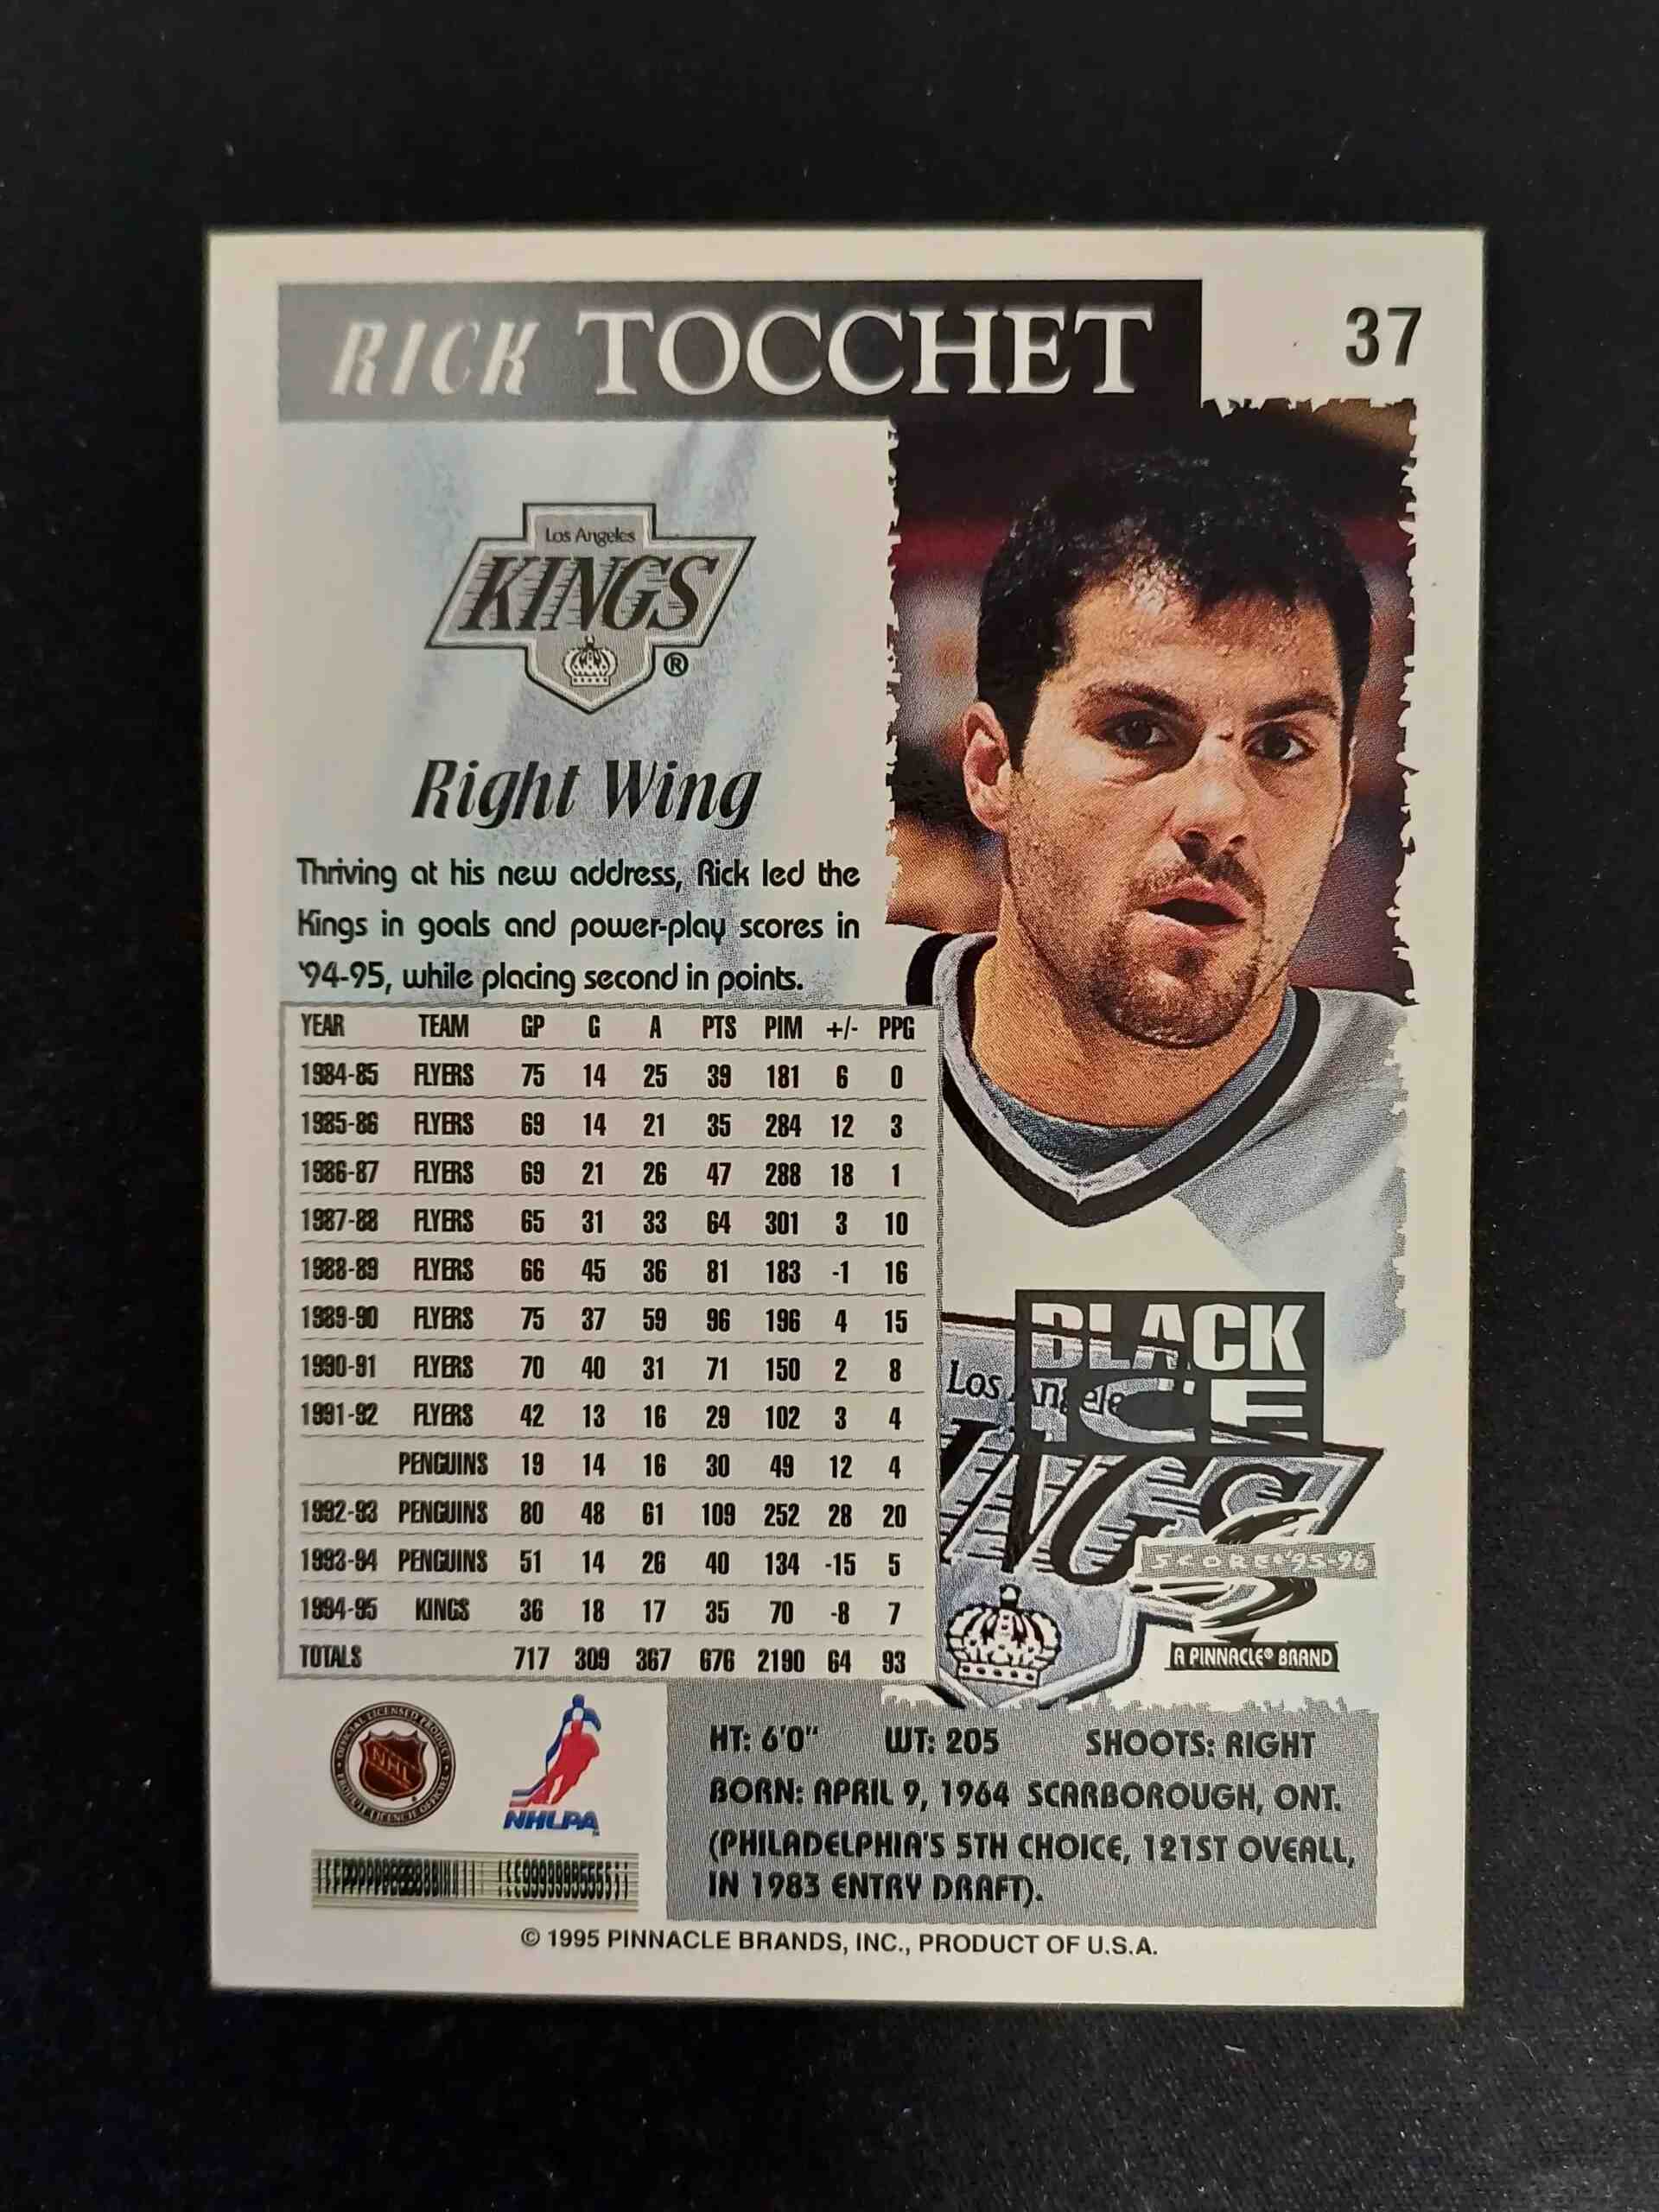 RICK TOCCHET
37
Los Angeles
KINGS
®
Right Wing
Thriving at his new address, Rick led the
Kings in goals and power-play scores in
'94-95, while placing second in points.
YEAR TEAM GP G A PTS PIM +/- PPG
1984-85 FLYERS 75 14 25 39 181 6 0
1985-86 FLYERS 69 14 21 35 284 12 3
1986-87 FLYERS 69 21 26 47 288 18 1
1987-88 FLYERS 65 31 33 64 301 3 10
1988-89 FLYERS 66 45 36 81 183 -1 16
1989-90 FLYERS 75 37 59 96 196 4 15
1990-91 FLYERS 70 40 31 71 150 2 8
1991-92 FLYERS 42 13 16 29 102 3 4
PENGUINS 19 14 16 30 49 12 4
1992-93 PENGUINS 80 48 61 109 252 28 20
1993-94 PENGUINS 51 14 26 40 134 -15 5
1994-95 KINGS 36 18 17 35 70 -8 7
TOTALS 717 309 367 676 2190 64 93
BLACK
ICE
Los Angele
INGS
SCORE '95-96
A PINNACLE® BRAND
OFFICIAL LICENSED PRODUCT
NHL
PRODUIT LICENCIE OFFICIEL
NHLPA
HT: 6'0" WT: 205 SHOOTS: RIGHT
BORN: APRIL 9, 1964 SCARBOROUGH, ONT.
(PHILADELPHIA'S 5TH CHOICE, 121ST OVEALL,
IN 1983 ENTRY DRAFT).
© 1995 PINNACLE BRANDS, INC., PRODUCT OF U.S.A.